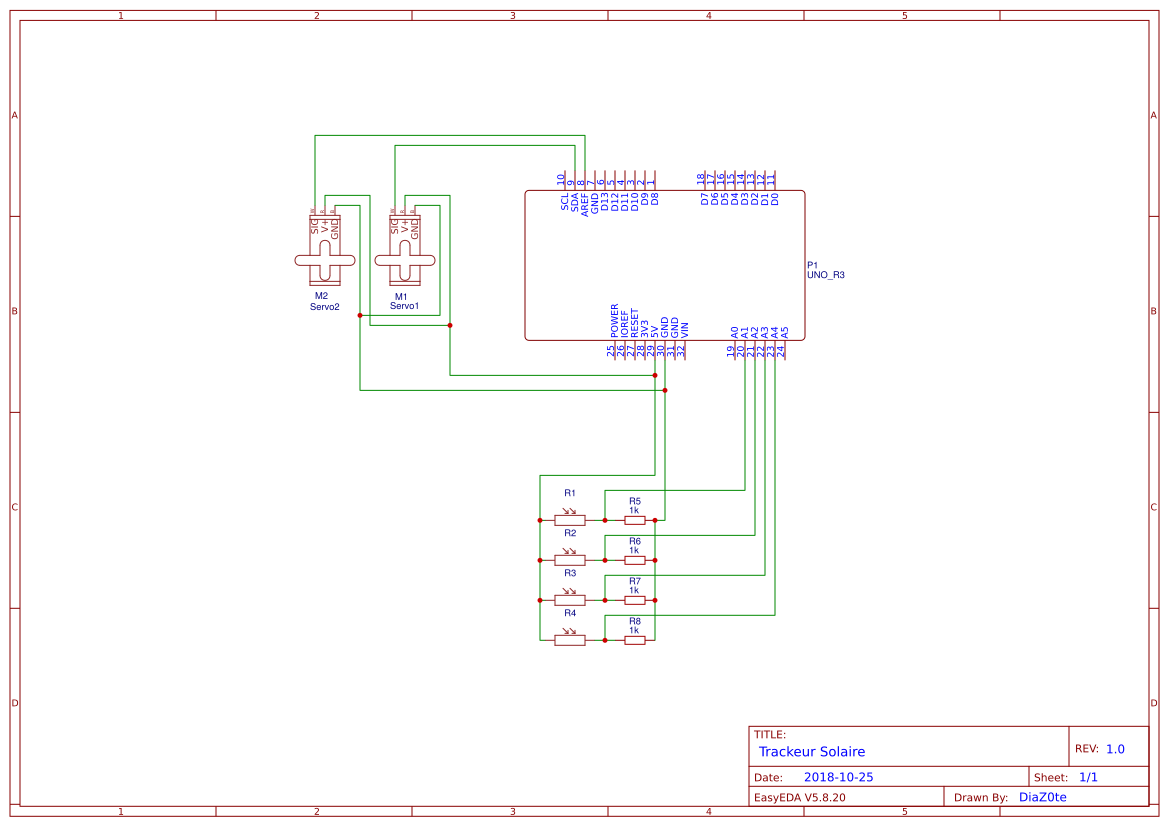 1 2 3 4 5
A A
B B
C C
D D
10 9 8 7 6 5 4 3 2 1
SCL SDA AREF GND D13 D12 D11 D10 D9 D8
18 17 16 15 14 13 12 11
D7 D6 D5 D4 D3 D2 D1 D0
SIG V+ GND
M2
Servo2
SIG V+ GND
M1
Servo1
P1
UNO_R3
POWER IOREF RESET 3V3 5V GND GND VIN
25 26 27 28 29 30 31 32
A0 A1 A2 A3 A4 A5
19 20 21 22 23 24
R1
R5
1k
R2
R6
1k
R3
R7
1k
R4
R8
1k
TITLE:
Trackeur Solaire
REV: 1.0
Date: 2018-10-25
Sheet: 1/1
EasyEDA V5.8.20
Drawn By: DiaZ0te
1 2 3 4 5